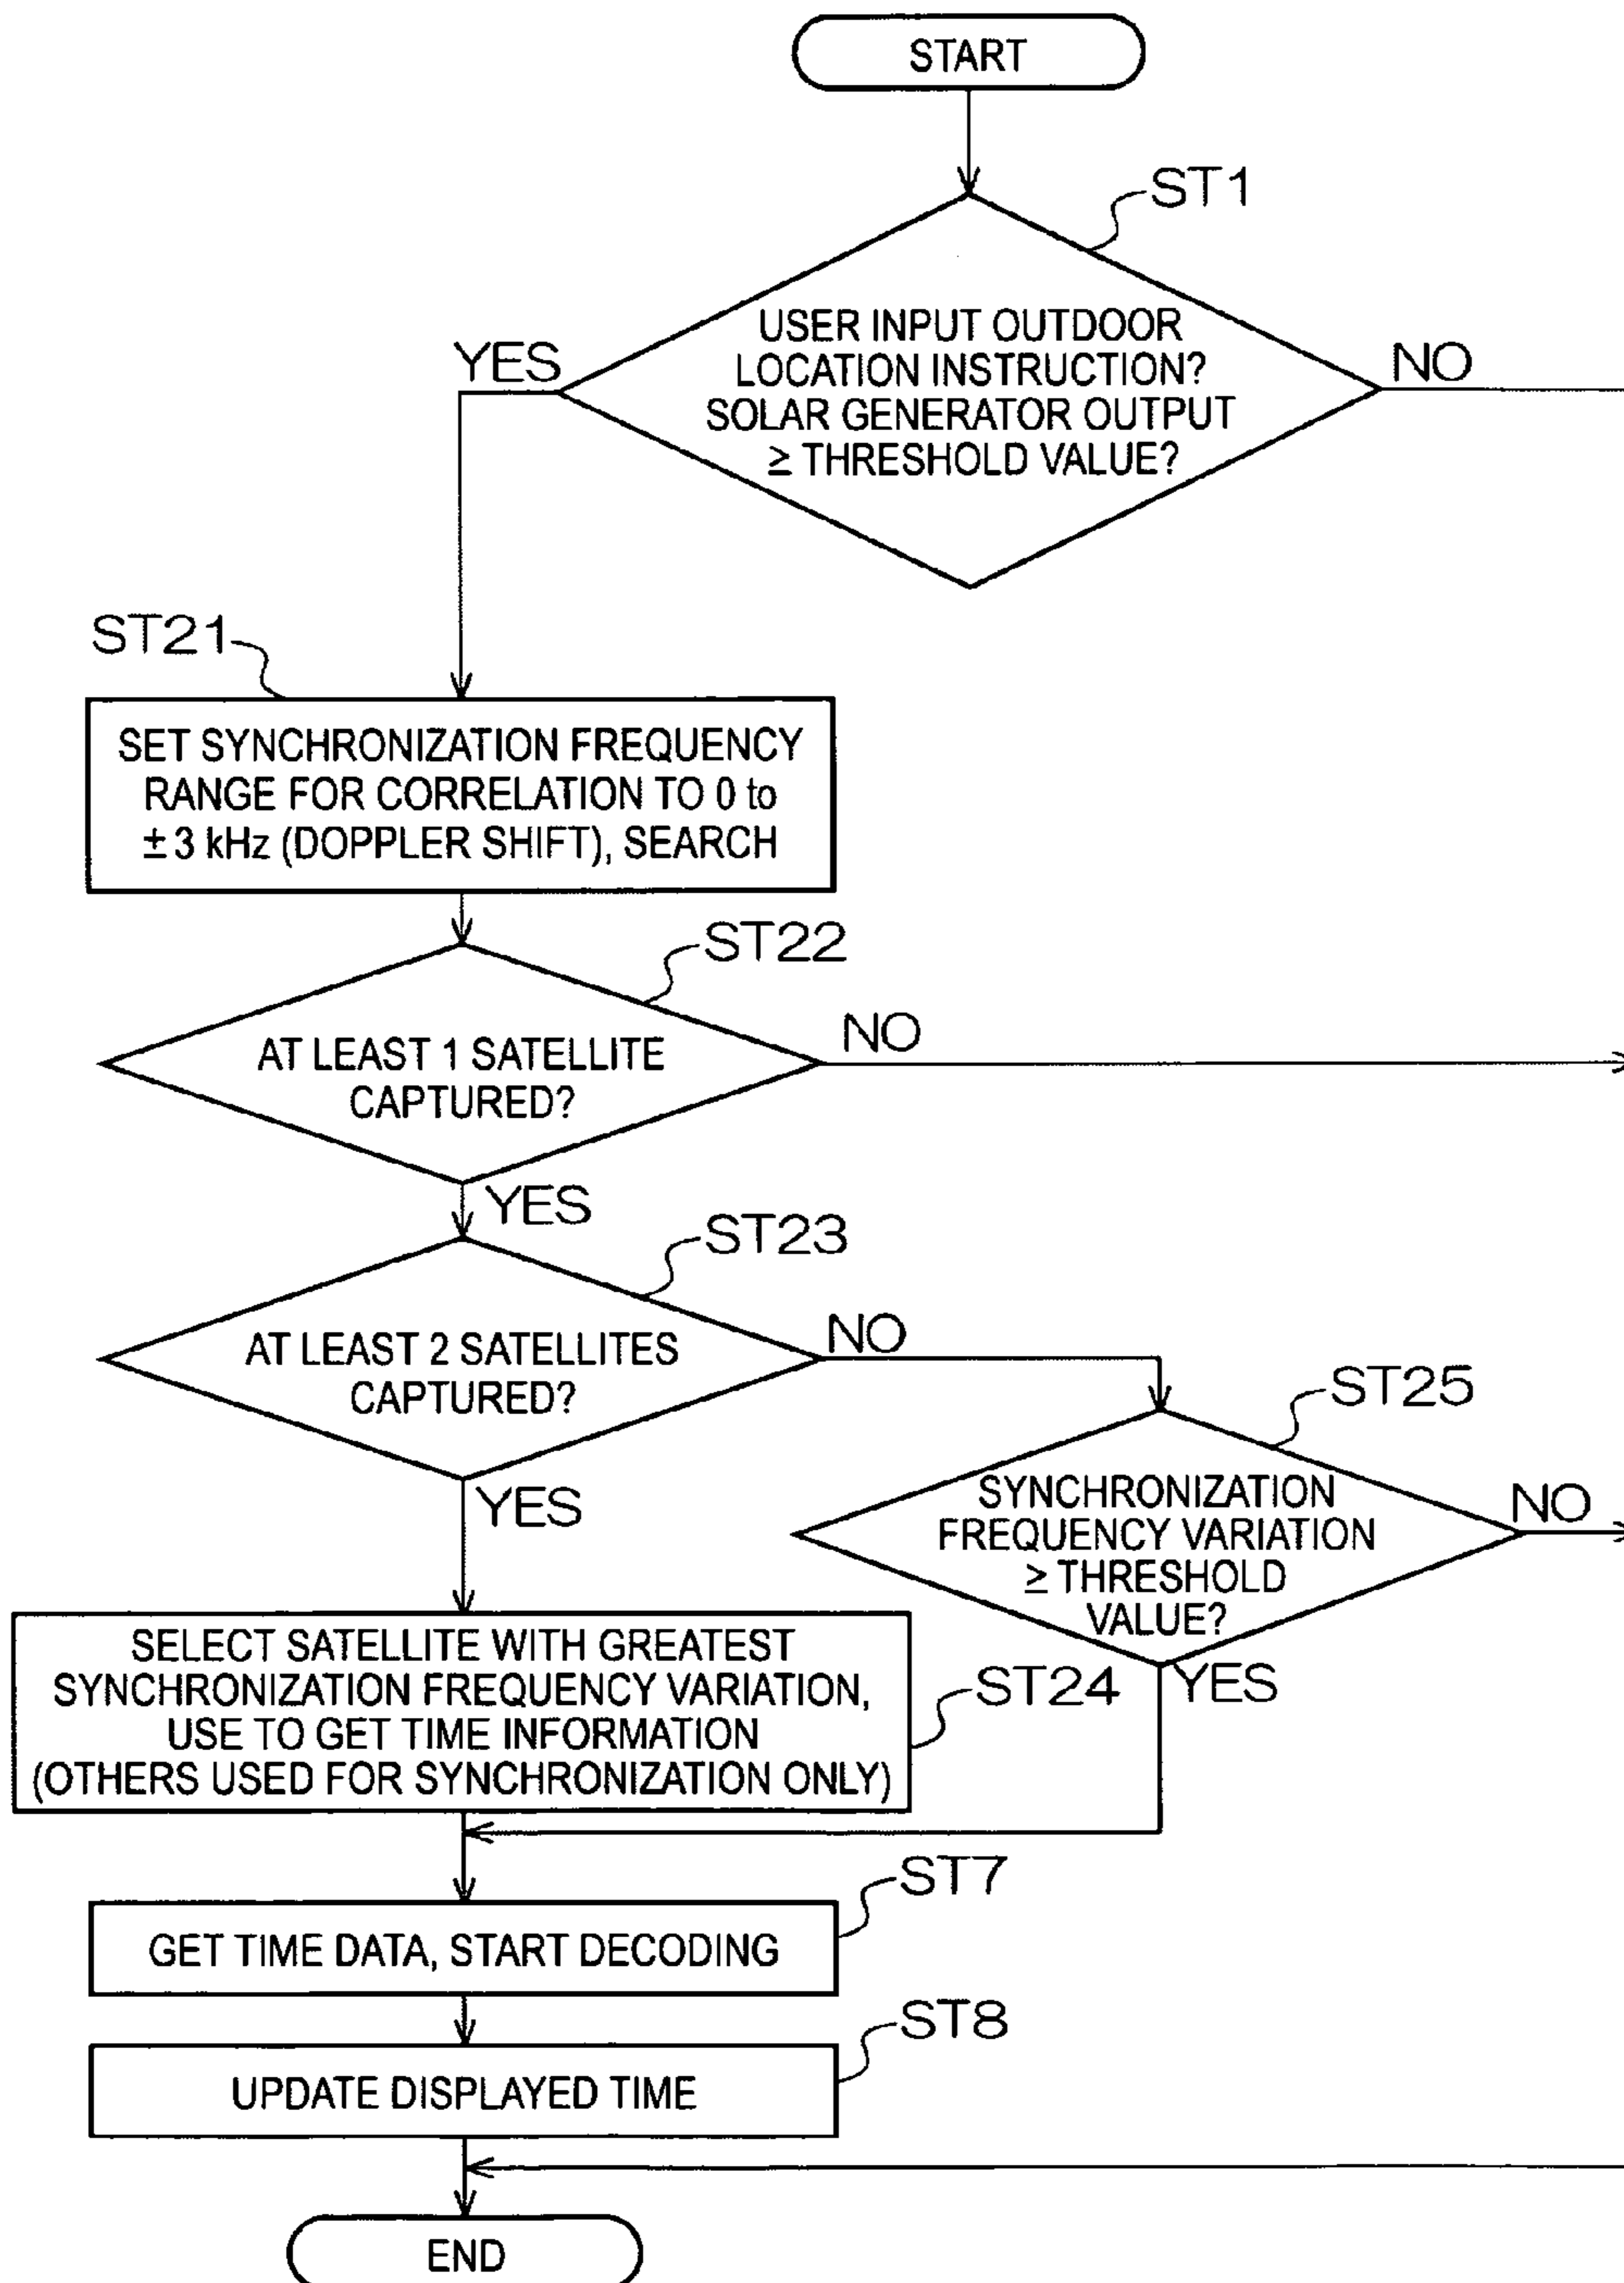 START
ST1
USER INPUT OUTDOOR
LOCATION INSTRUCTION?
SOLAR GENERATOR OUTPUT
≥ THRESHOLD VALUE?
YES
NO
ST21
SET SYNCHRONIZATION FREQUENCY
RANGE FOR CORRELATION TO 0 to
± 3 kHz (DOPPLER SHIFT), SEARCH
ST22
AT LEAST 1 SATELLITE
CAPTURED?
NO
YES
ST23
AT LEAST 2 SATELLITES
CAPTURED?
NO
YES
ST25
SYNCHRONIZATION
FREQUENCY VARIATION
≥ THRESHOLD
VALUE?
NO
YES
SELECT SATELLITE WITH GREATEST
SYNCHRONIZATION FREQUENCY VARIATION,
USE TO GET TIME INFORMATION
(OTHERS USED FOR SYNCHRONIZATION ONLY)
ST24
ST7
GET TIME DATA, START DECODING
ST8
UPDATE DISPLAYED TIME
END